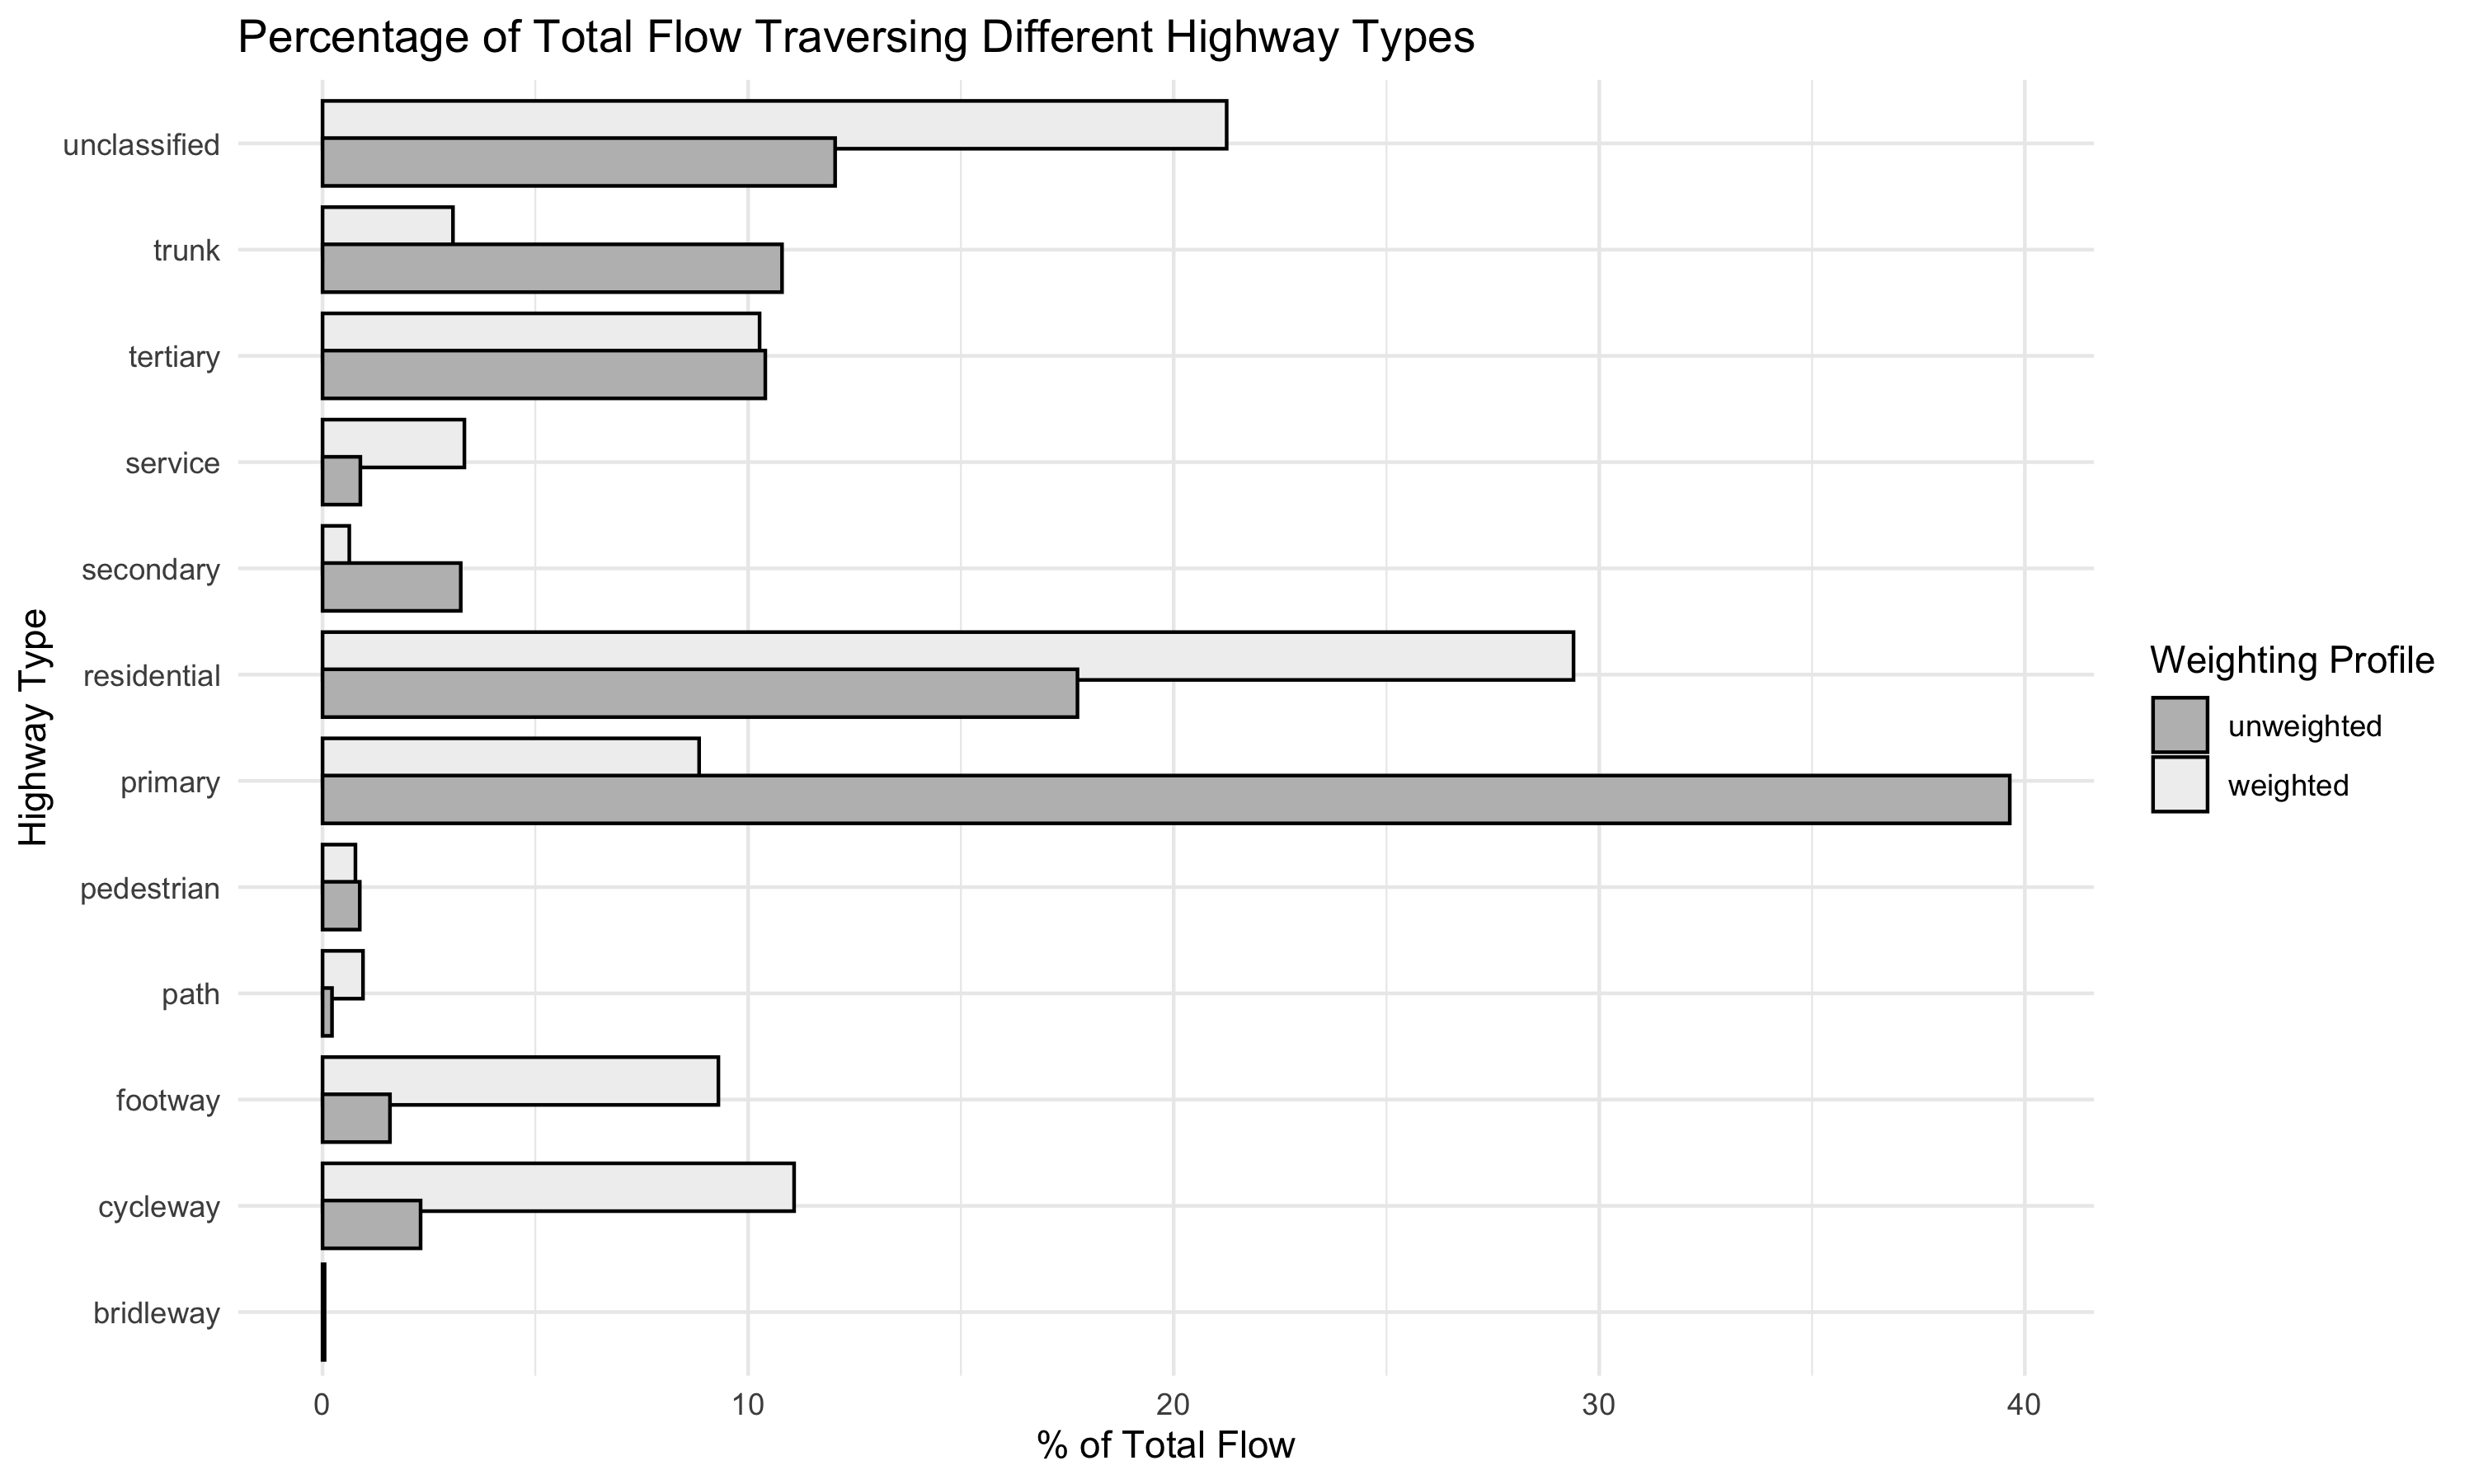 Percentage of Total Flow Traversing Different Highway Types
Highway Type
unclassified
trunk
tertiary
service
secondary
residential
primary
pedestrian
path
footway
cycleway
bridleway
0 10 20 30 40
% of Total Flow
Weighting Profile
unweighted
weighted